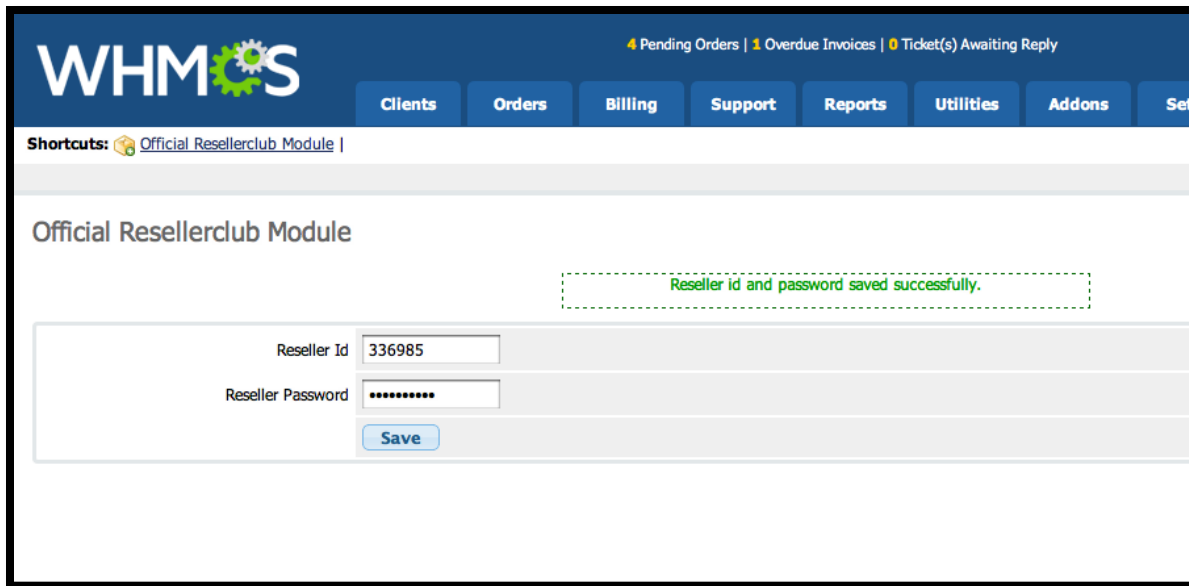 WHMCS
4 Pending Orders | 1 Overdue Invoices | 0 Ticket(s) Awaiting Reply
Clients Orders Billing Support Reports Utilities Addons Set
Shortcuts: Official Resellerclub Module |
Official Resellerclub Module
Reseller id and password saved successfully.
Reseller Id 336985
Reseller Password ••••••••••
Save